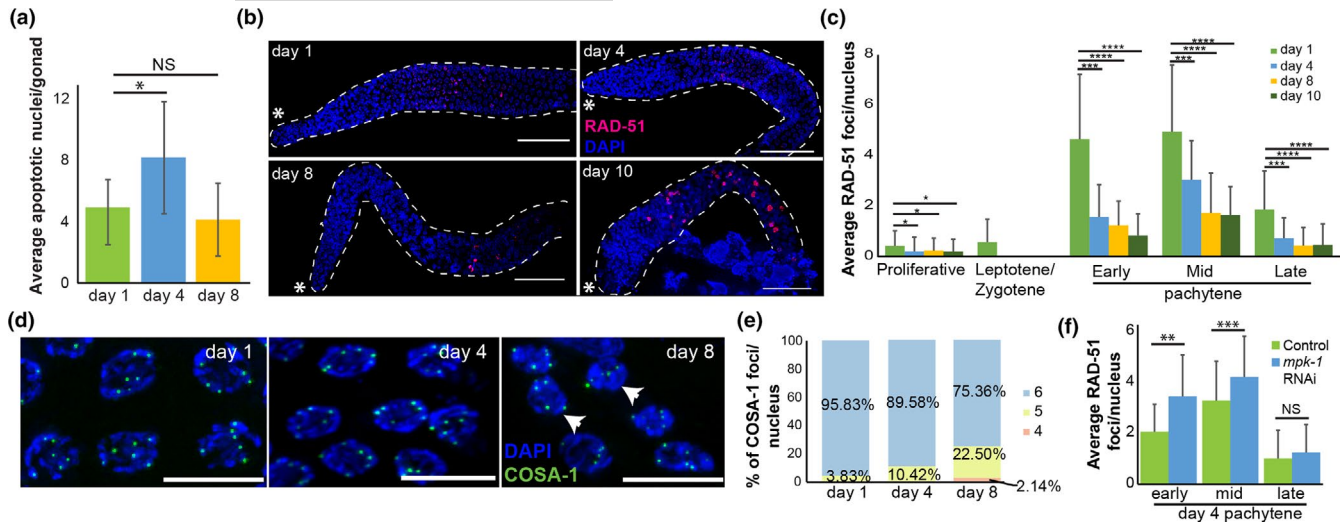 (a)
Average apoptotic nuclei/gonad
12
8
4
0
NS
*
day 1
day 4
day 8
(b)
day 1
*
day 4
*
RAD-51
DAPI
day 8
*
day 10
*
(c)
Average RAD-51 foci/nucleus
8
6
4
2
0
day 1
day 4
day 8
day 10
*
*
*
****
****
***
****
****
***
****
****
***
Proliferative
Leptotene/
Zygotene
Early
Mid
Late
pachytene
(d)
day 1
day 4
day 8
DAPI
COSA-1
(e)
% of COSA-1 foci/
nucleus
100
80
60
40
20
0
95.83%
89.58%
75.36%
3.83%
10.42%
22.50%
2.14%
6
5
4
day 1
day 4
day 8
(f)
Average RAD-51
foci/nucleus
6
4
2
0
**
***
NS
Control
mpk-1
RNAi
early
mid
late
day 4 pachytene